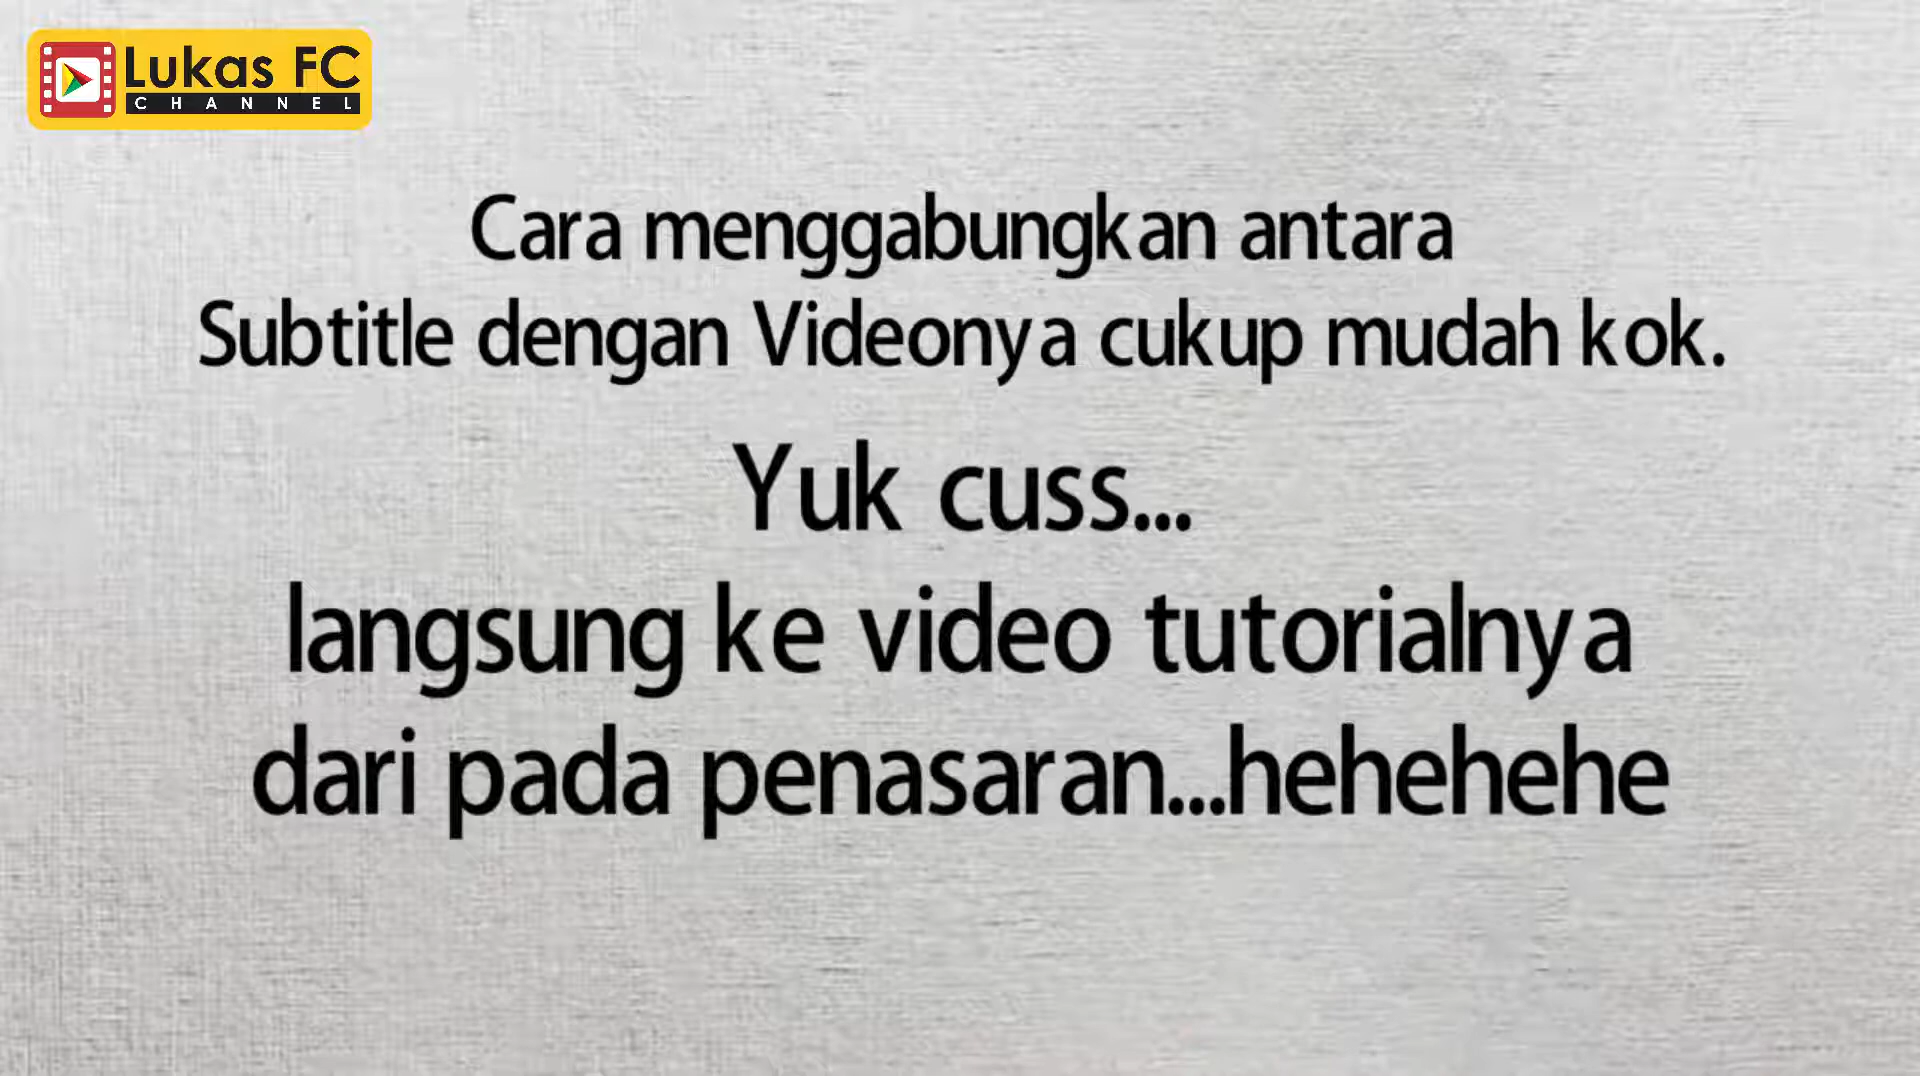 Lukas FC
CHANNEL
Cara menggabungkan antara
Subtitle dengan Videonya cukup mudah kok.
Yuk cuss...
langsung ke video tutorialnya
dari pada penasaran...hehehehe